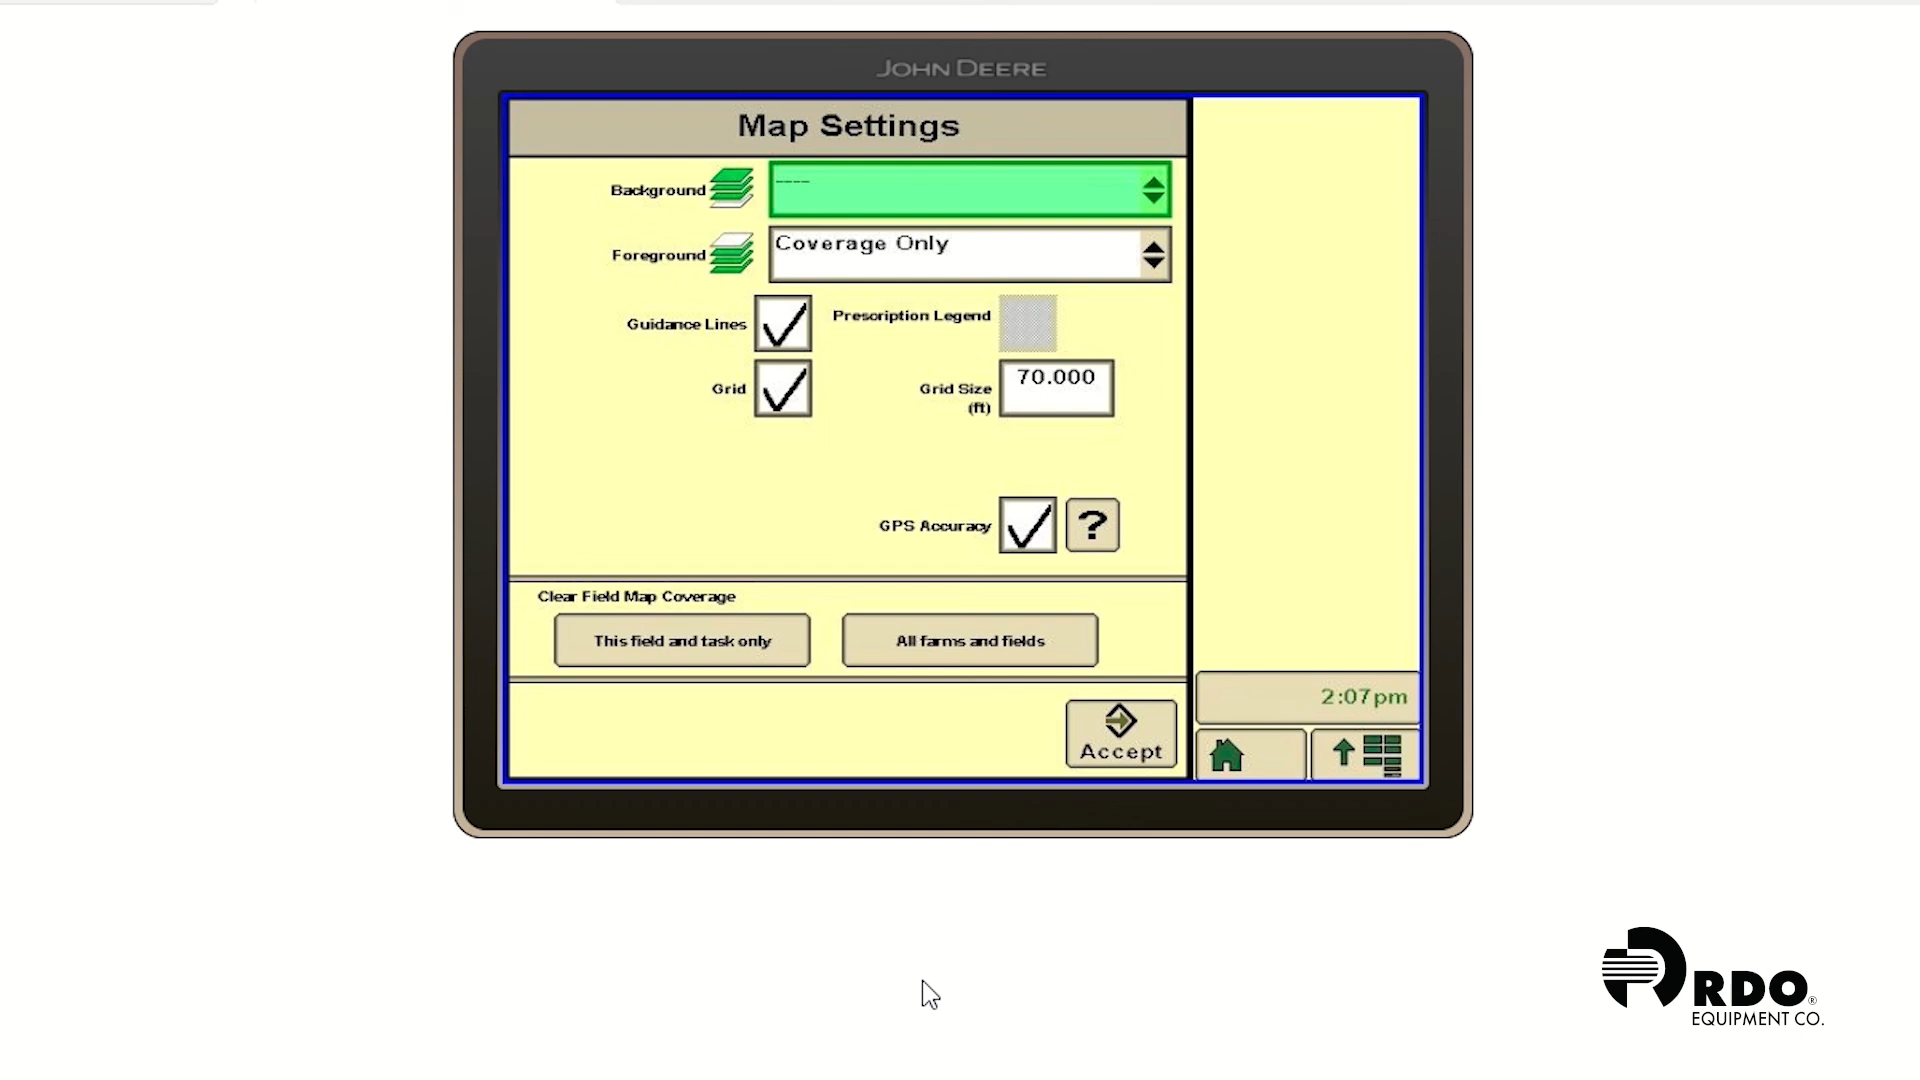 JOHN DEERE
Map Settings
Background
----
Foreground
Coverage Only
Guidance Lines
Prescription Legend
Grid
Grid Size
(ft)
70.000
GPS Accuracy
?
Clear Field Map Coverage
This field and task only
All farms and fields
Accept
2:07pm
RDO®
EQUIPMENT CO.